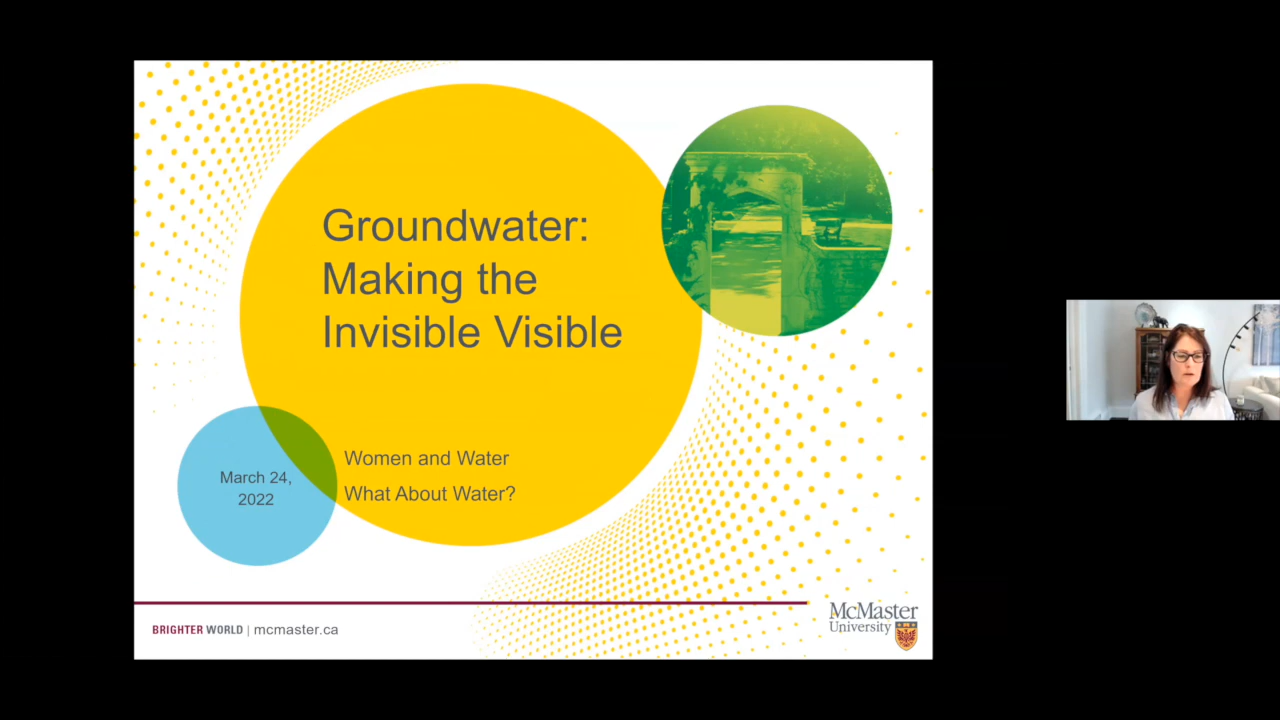 Groundwater:
Making the
Invisible Visible
Women and Water
What About Water?
March 24,
2022
BRIGHTER WORLD | mcmaster.ca
McMaster
University